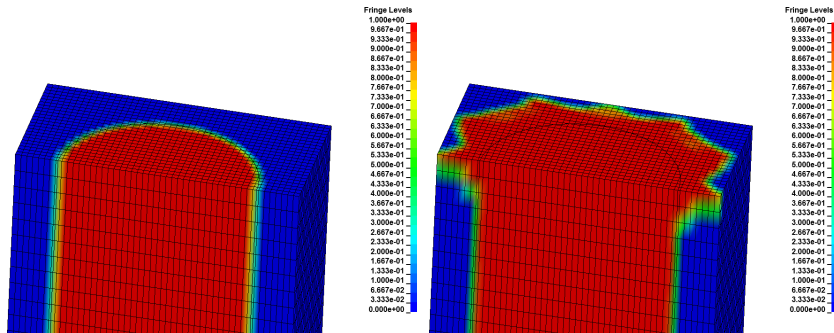 Fringe Levels
1.000e+00
9.667e-01
9.333e-01
9.000e-01
8.667e-01
8.333e-01
8.000e-01
7.667e-01
7.333e-01
7.000e-01
6.667e-01
6.333e-01
6.000e-01
5.667e-01
5.333e-01
5.000e-01
4.667e-01
4.333e-01
4.000e-01
3.667e-01
3.333e-01
3.000e-01
2.667e-01
2.333e-01
2.000e-01
1.667e-01
1.333e-01
1.000e-01
6.667e-02
3.333e-02
0.000e+00
Fringe Levels
1.000e+00
9.667e-01
9.333e-01
9.000e-01
8.667e-01
8.333e-01
8.000e-01
7.667e-01
7.333e-01
7.000e-01
6.667e-01
6.333e-01
6.000e-01
5.667e-01
5.333e-01
5.000e-01
4.667e-01
4.333e-01
4.000e-01
3.667e-01
3.333e-01
3.000e-01
2.667e-01
2.333e-01
2.000e-01
1.667e-01
1.333e-01
1.000e-01
6.667e-02
3.333e-02
0.000e+00